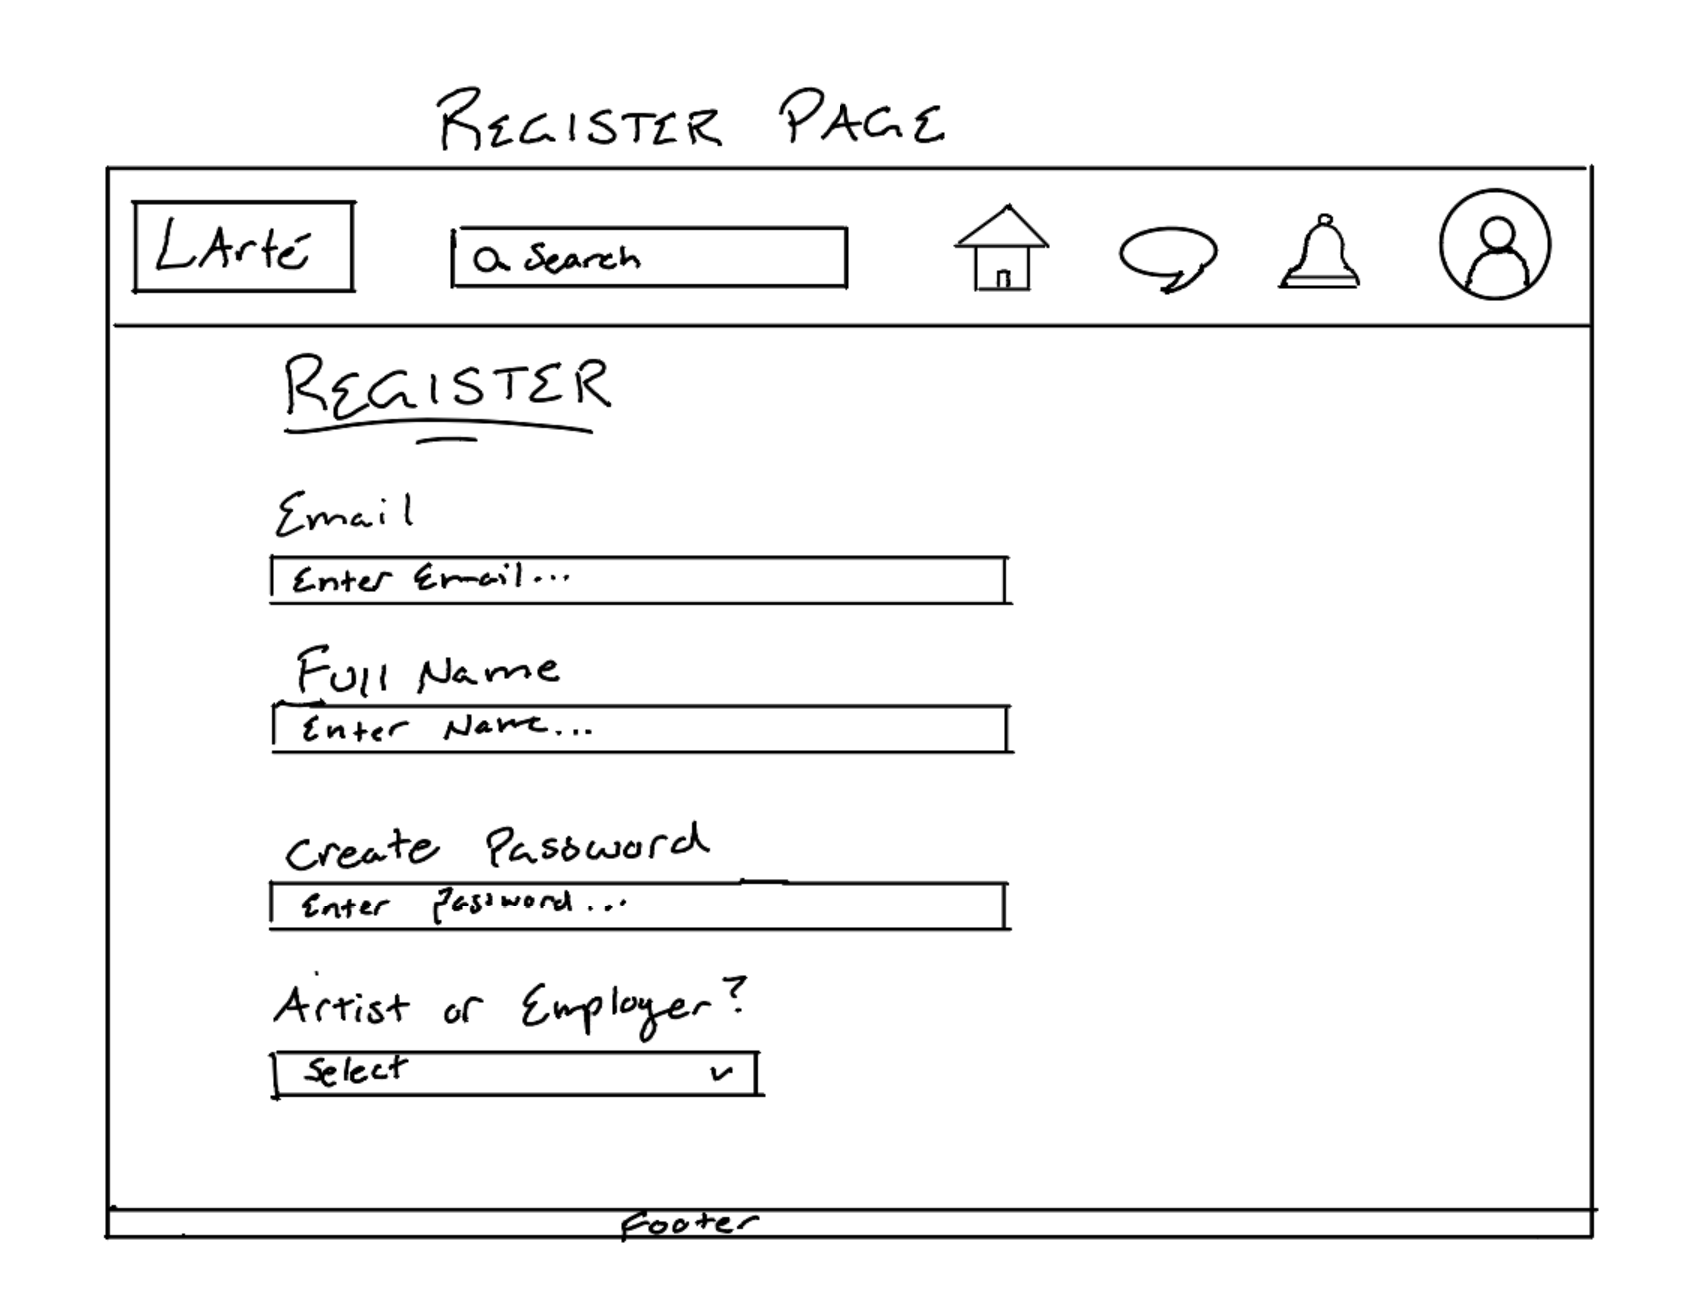 REGISTER PAGE
LArté
Search
REGISTER
Email
Enter Email...
Full Name
Enter Name...
Create Password
Enter Password...
Artist or Employer?
Select
Footer